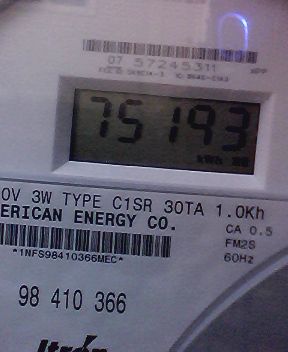 07 57245311
75193
kWh
0V 3W TYPE C1SR 30TA 1.0Kh
ERICAN ENERGY CO. CA 0.5
FM2S
*1NFS98410366MEC* 60Hz
98 410 366
Itrón